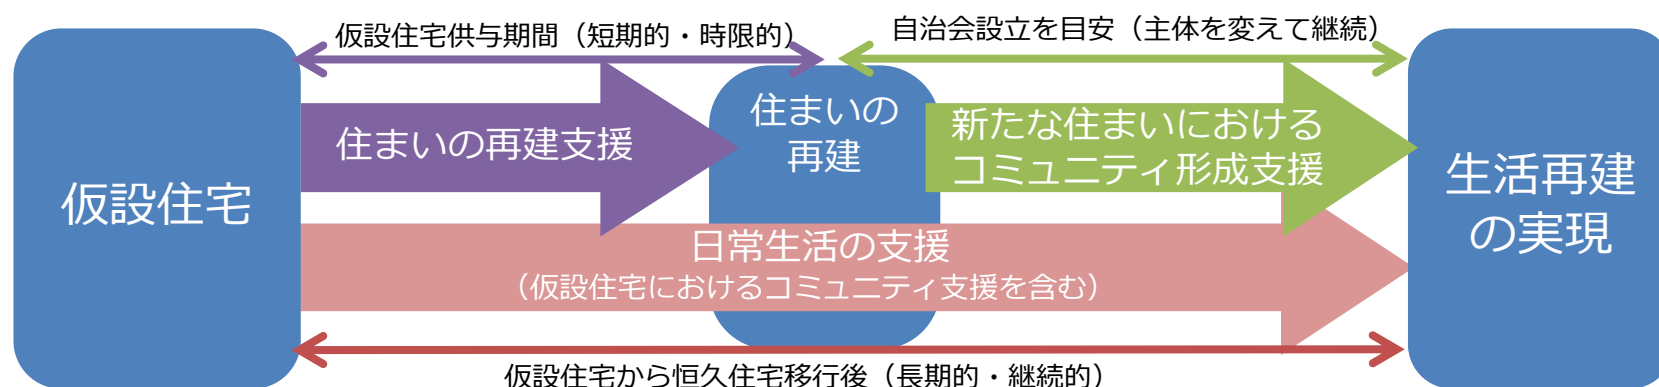 仮設住宅供与期間（短期的・時限的）
自治会設立を目安（主体を変えて継続）
仮設住宅
住まいの再建支援
住まいの
再建
新たな住まいにおける
コミュニティ形成支援
日常生活の支援
（仮設住宅におけるコミュニティ支援を含む）
生活再建
の実現
仮設住宅から恒久住宅移行後（長期的・継続的）